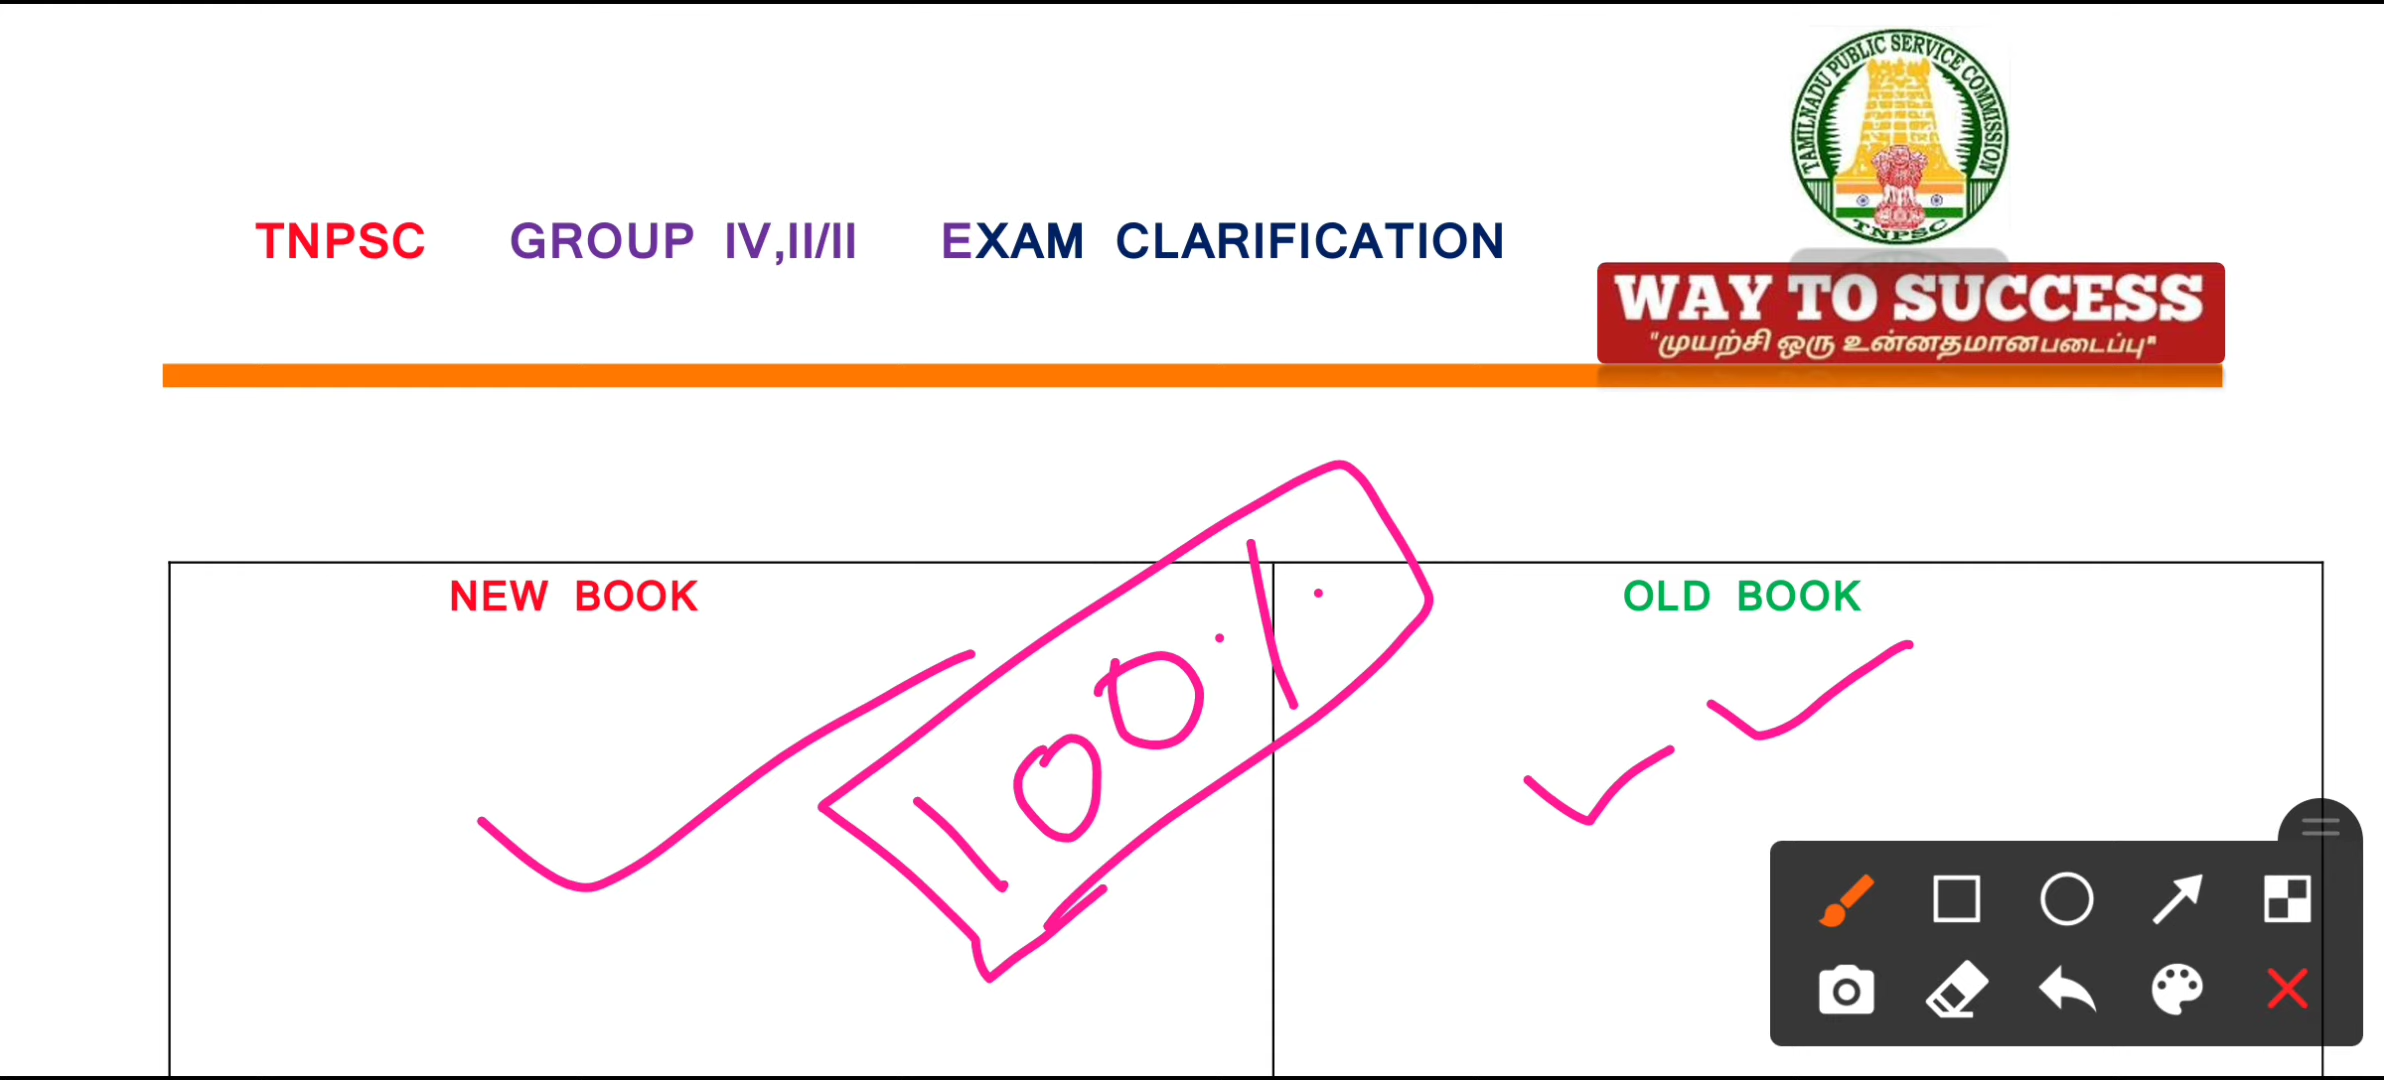 TAMILNADU PUBLIC SERVICE COMMISSION
TNPSC
TNPSC GROUP IV,II/II EXAM CLARIFICATION
WAY TO SUCCESS
"முயற்சி ஒரு உன்னதமானபடைப்பு"
NEW BOOK
OLD BOOK
100%